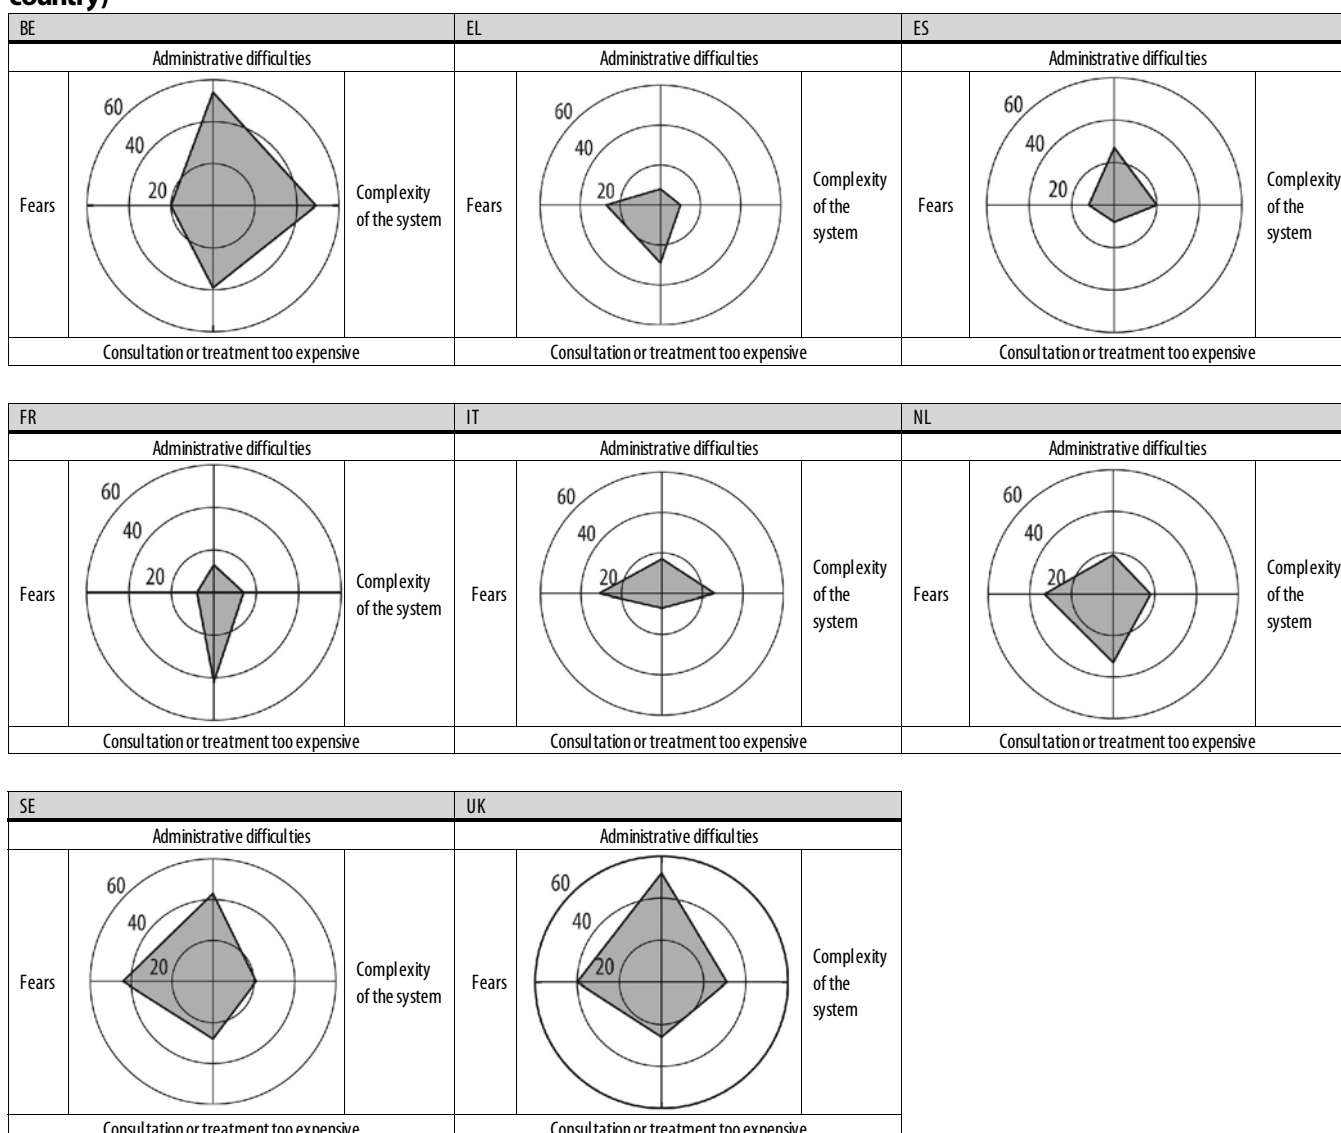 country)
BE
EL
ES
Administrative difficulties
Administrative difficulties
Administrative difficulties
Fears
60
40
20
Complexity
of the system
Fears
60
40
20
Complexity
of the
system
Fears
60
40
20
Complexity
of the
system
Consultation or treatment too expensive
Consultation or treatment too expensive
Consultation or treatment too expensive
FR
IT
NL
Administrative difficulties
Administrative difficulties
Administrative difficulties
Fears
60
40
20
Complexity
of the system
Fears
60
40
20
Complexity
of the
system
Fears
60
40
20
Complexity
of the
system
Consultation or treatment too expensive
Consultation or treatment too expensive
Consultation or treatment too expensive
SE
UK
Administrative difficulties
Administrative difficulties
Fears
60
40
20
Complexity
of the system
Fears
60
40
20
Complexity
of the
system
Consultation or treatment too expensive
Consultation or treatment too expensive